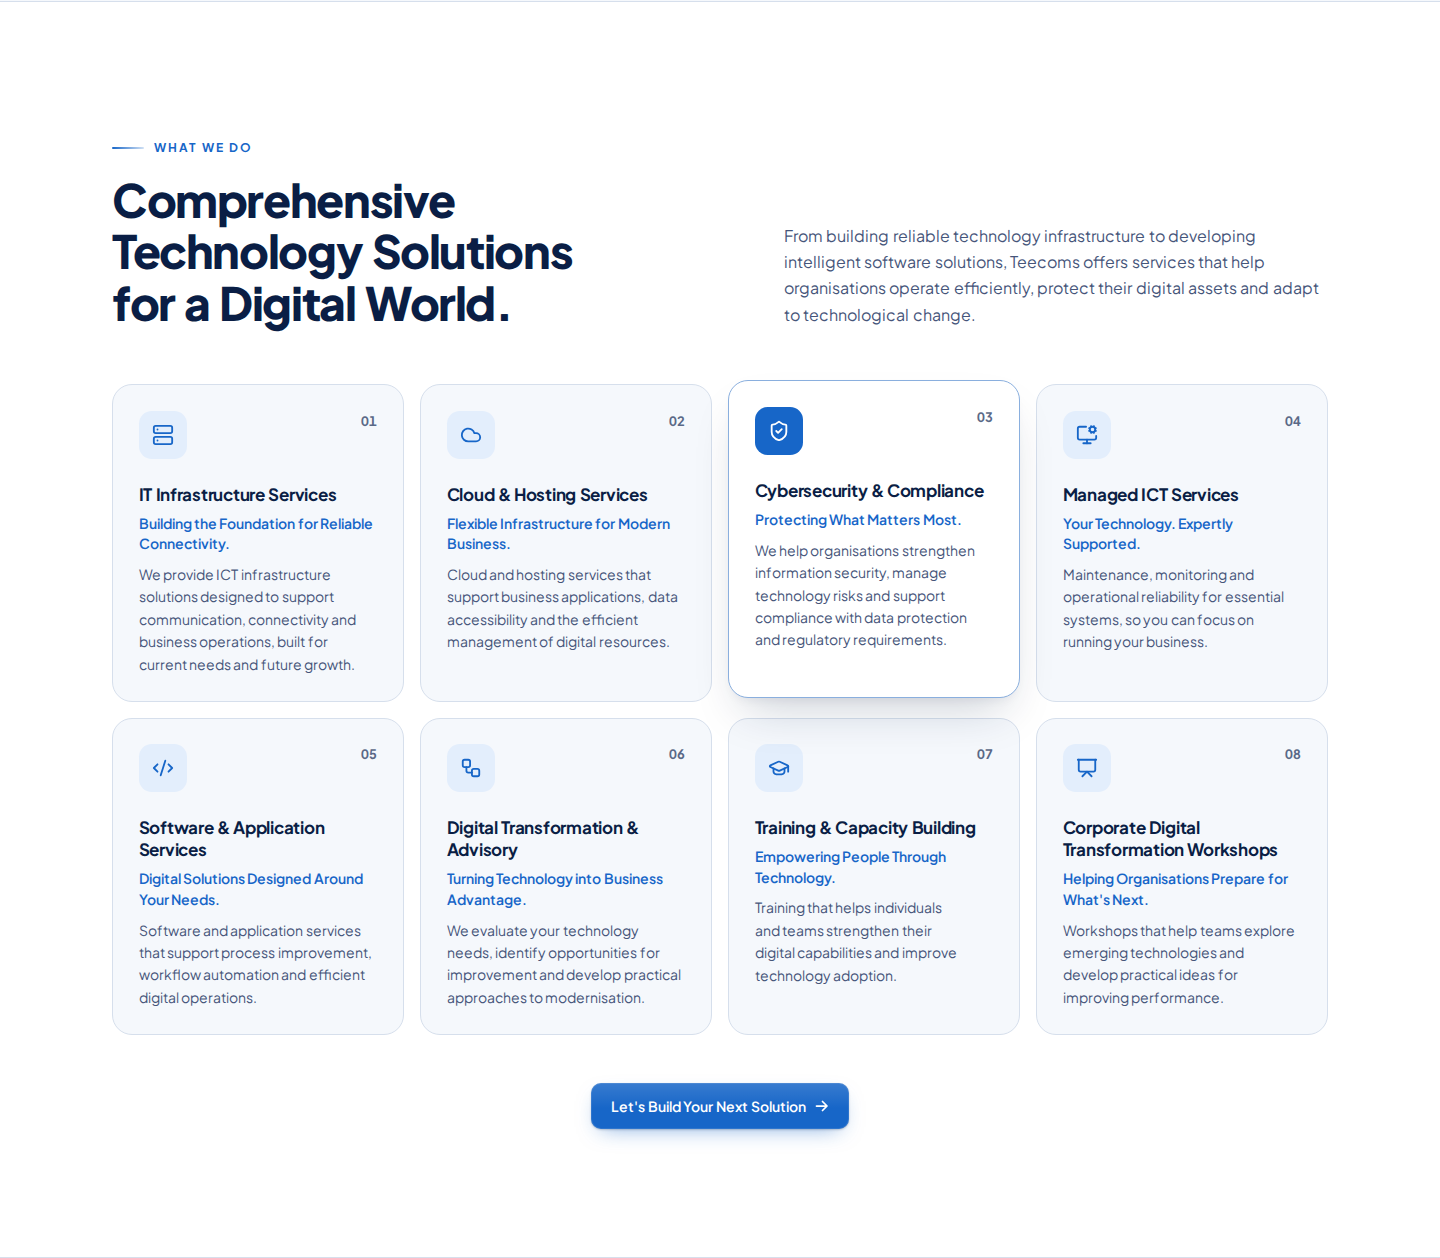 WHAT WE DO
Comprehensive
Technology Solutions
for a Digital World.
From building reliable technology infrastructure to developing
intelligent software solutions, Teecoms offers services that help
organisations operate efficiently, protect their digital assets and adapt
to technological change.
01
IT Infrastructure Services
Building the Foundation for Reliable
Connectivity.
We provide ICT infrastructure
solutions designed to support
communication, connectivity and
business operations, built for
current needs and future growth.
02
Cloud & Hosting Services
Flexible Infrastructure for Modern
Business.
Cloud and hosting services that
support business applications, data
accessibility and the efficient
management of digital resources.
03
Cybersecurity & Compliance
Protecting What Matters Most.
We help organisations strengthen
information security, manage
technology risks and support
compliance with data protection
and regulatory requirements.
04
Managed ICT Services
Your Technology. Expertly
Supported.
Maintenance, monitoring and
operational reliability for essential
systems, so you can focus on
running your business.
05
Software & Application
Services
Digital Solutions Designed Around
Your Needs.
Software and application services
that support process improvement,
workflow automation and efficient
digital operations.
06
Digital Transformation &
Advisory
Turning Technology into Business
Advantage.
We evaluate your technology
needs, identify opportunities for
improvement and develop practical
approaches to modernisation.
07
Training & Capacity Building
Empowering People Through
Technology.
Training that helps individuals
and teams strengthen their
digital capabilities and improve
technology adoption.
08
Corporate Digital
Transformation Workshops
Helping Organisations Prepare for
What's Next.
Workshops that help teams explore
emerging technologies and
develop practical ideas for
improving performance.
Let's Build Your Next Solution